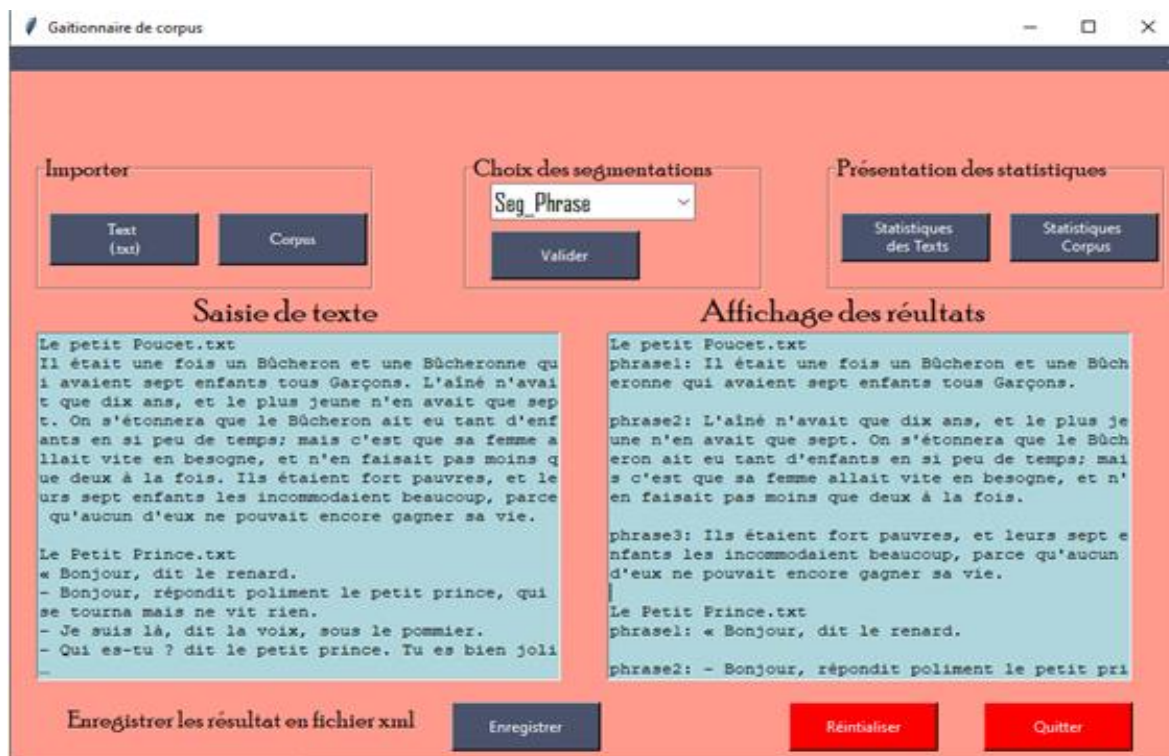 Gaitionnaire de corpus
Importer
Choix des segmentations
Présentation des statistiques
Seg_Phrase
Text
(.txt)
Corpus
Valider
Statistiques
des Texts
Statistiques
Corpus
Saisie de texte
Affichage des réultats
Le petit Poucet.txt
Il était une fois un Bûcheron et une Bûcheronne qu
i avaient sept enfants tous Garçons. L'aîné n'avai
t que dix ans, et le plus jeune n'en avait que sep
t. On s'étonnera que le Bûcheron ait eu tant d'enf
ants en si peu de temps; mais c'est que sa femme a
llait vite en besogne, et n'en faisait pas moins q
ue deux à la fois. Ils étaient fort pauvres, et le
urs sept enfants les incommodaient beaucoup, parce
qu'aucun d'eux ne pouvait encore gagner sa vie.
Le Petit Prince.txt
« Bonjour, dit le renard.
- Bonjour, répondit poliment le petit prince, qui
se tourna mais ne vit rien.
- Je suis là, dit la voix, sous le pommier.
- Qui es-tu ? dit le petit prince. Tu es bien joli
Le petit Poucet.txt
phrase1: Il était une fois un Bûcheron et une Bûch
eronne qui avaient sept enfants tous Garçons.
phrase2: L'aîné n'avait que dix ans, et le plus je
une n'en avait que sept. On s'étonnera que le Bûch
eron ait eu tant d'enfants en si peu de temps; mai
s c'est que sa femme allait vite en besogne, et n'
en faisait pas moins que deux à la fois.
phrase3: Ils étaient fort pauvres, et leurs sept e
nfants les incommodaient beaucoup, parce qu'aucun
d'eux ne pouvait encore gagner sa vie.
Le Petit Prince.txt
phrase1: « Bonjour, dit le renard.
phrase2: - Bonjour, répondit poliment le petit pri
Enregistrer les résultat en fichier xml
Enregistrer
Réintialiser
Quitter